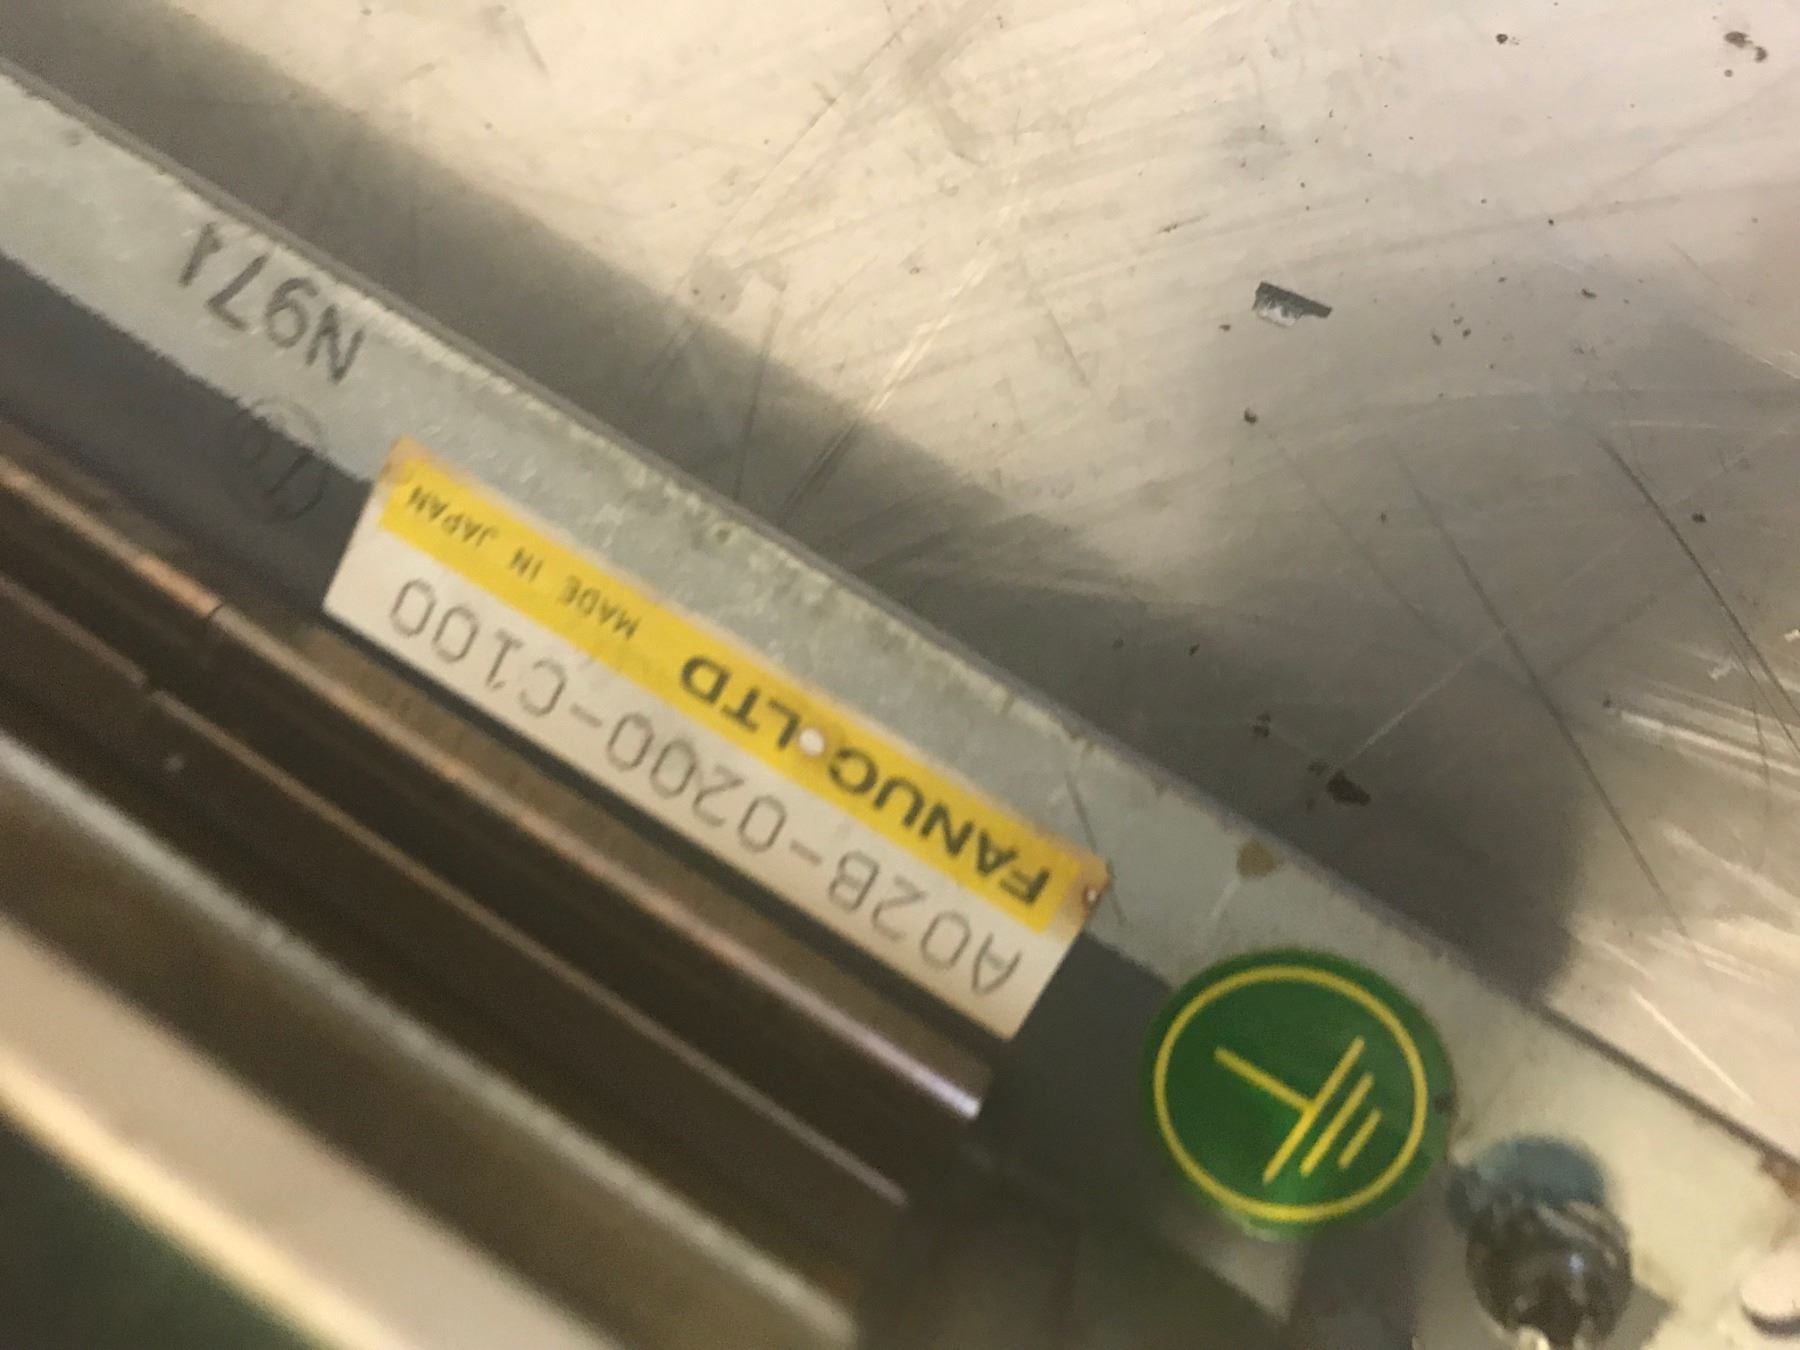 FANUC LTD MADE IN JAPAN
A02B-0200-C100
N971